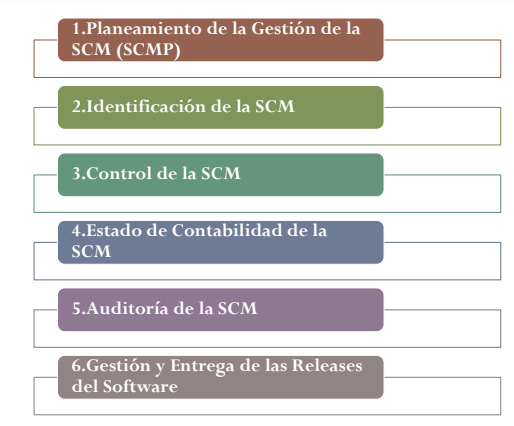 1.Planeamiento de la Gestión de la
SCM (SCMP)
2.Identificación de la SCM
3.Control de la SCM
4.Estado de Contabilidad de la
SCM
5.Auditoría de la SCM
6.Gestión y Entrega de las Releases
del Software